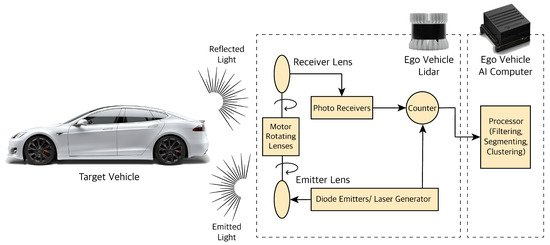 Reflected
Light
Receiver Lens
Ego Vehicle
Lidar
Ego Vehicle
AI Computer
Photo Receivers
Counter
Motor
Rotating
Lenses
Processor
(Filtering,
Segmenting,
Clustering)
Target Vehicle
Emitter Lens
Diode Emitters/ Laser Generator
Emitted
Light